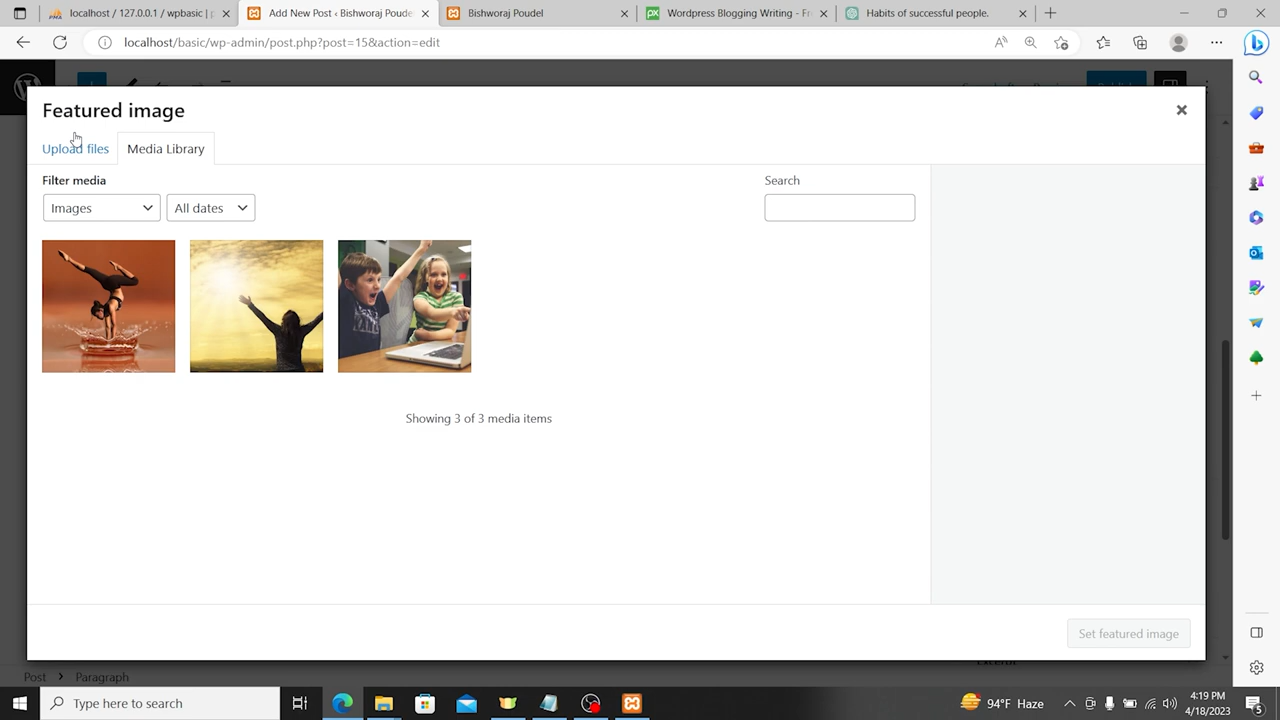 localhost / 127.0.0.1 / wpbasic | p
Add New Post ‹ Bishworaj Poude
Bishworaj Poudel
Wordpress Blogging Writing - Fr
Habits of successful people.
localhost/basic/wp-admin/post.php?post=15&action=edit
Featured image
Upload files
Media Library
Filter media
Search
Images
All dates
Showing 3 of 3 media items
Set featured image
Post > Paragraph
Type here to search
94°F Haze
4:19 PM
4/18/2023
5